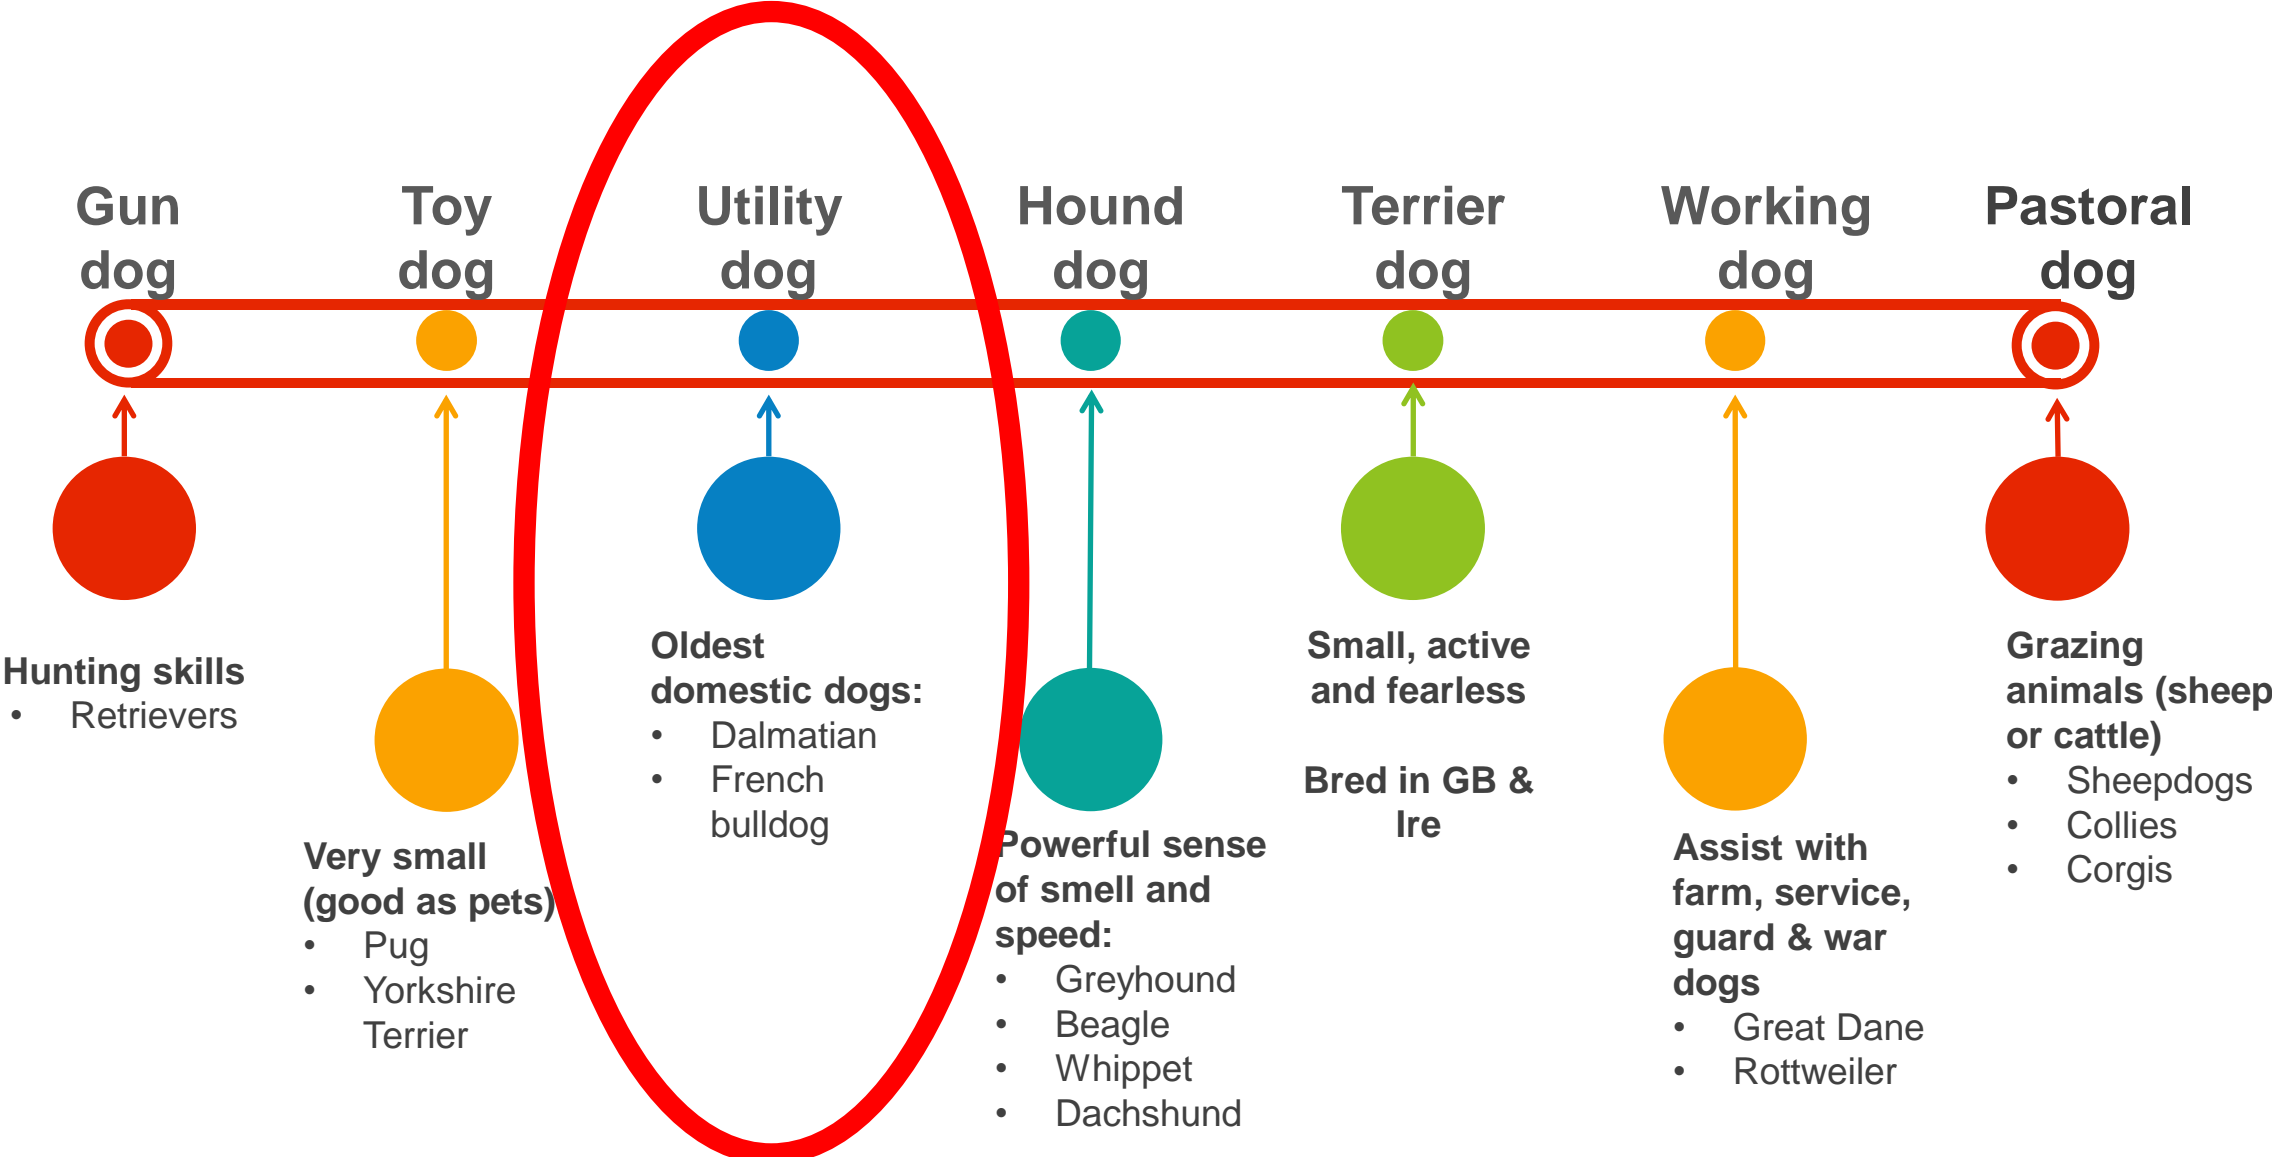 Gun
dog
Toy
dog
Utility
dog
Hound
dog
Terrier
dog
Working
dog
Pastoral
dog
Hunting skills
• Retrievers
Very small
(good as pets)
• Pug
• Yorkshire
Terrier
Oldest
domestic dogs:
• Dalmatian
• French
bulldog
Powerful sense
of smell and
speed:
• Greyhound
• Beagle
• Whippet
• Dachshund
Small, active
and fearless
Bred in GB &
Ire
Assist with
farm, service,
guard & war
dogs
• Great Dane
• Rottweiler
Grazing
animals (sheep
or cattle)
• Sheepdogs
• Collies
• Corgis